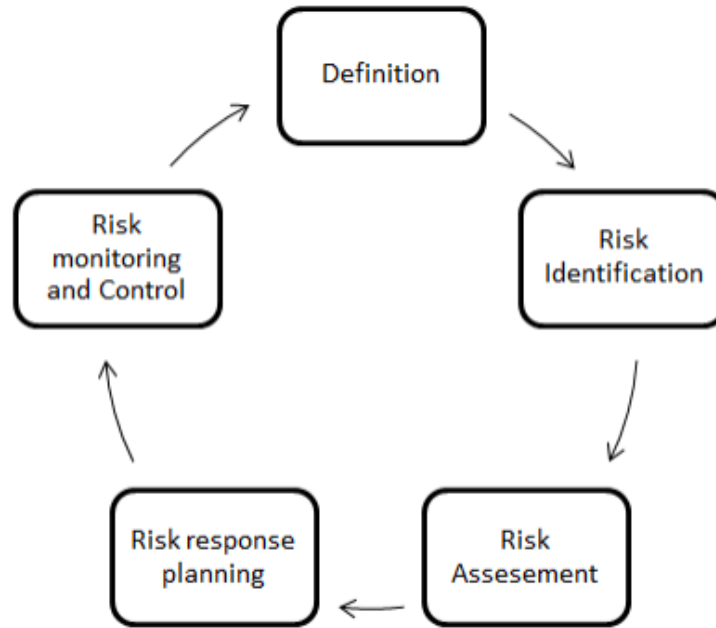 Definition
Risk
Identification
Risk
Assesement
Risk response
planning
Risk
monitoring
and Control